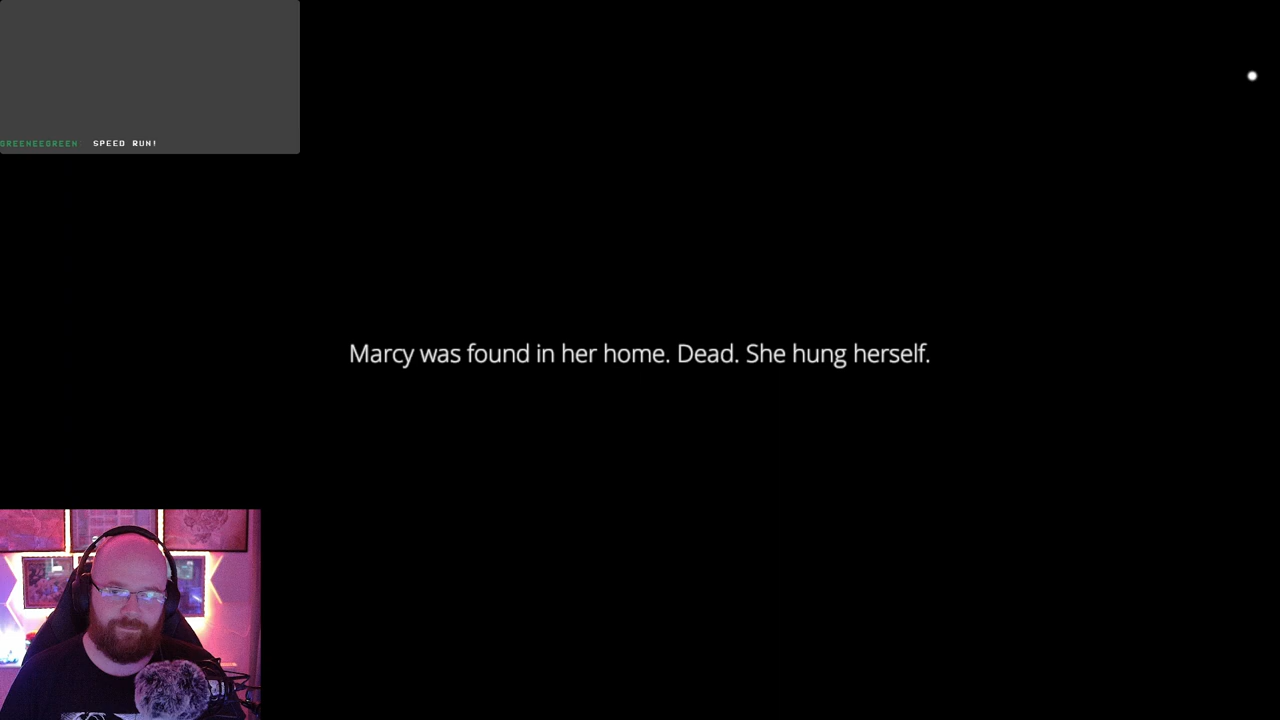 GREENEEGREEN: SPEED RUN!
Marcy was found in her home. Dead. She hung herself.